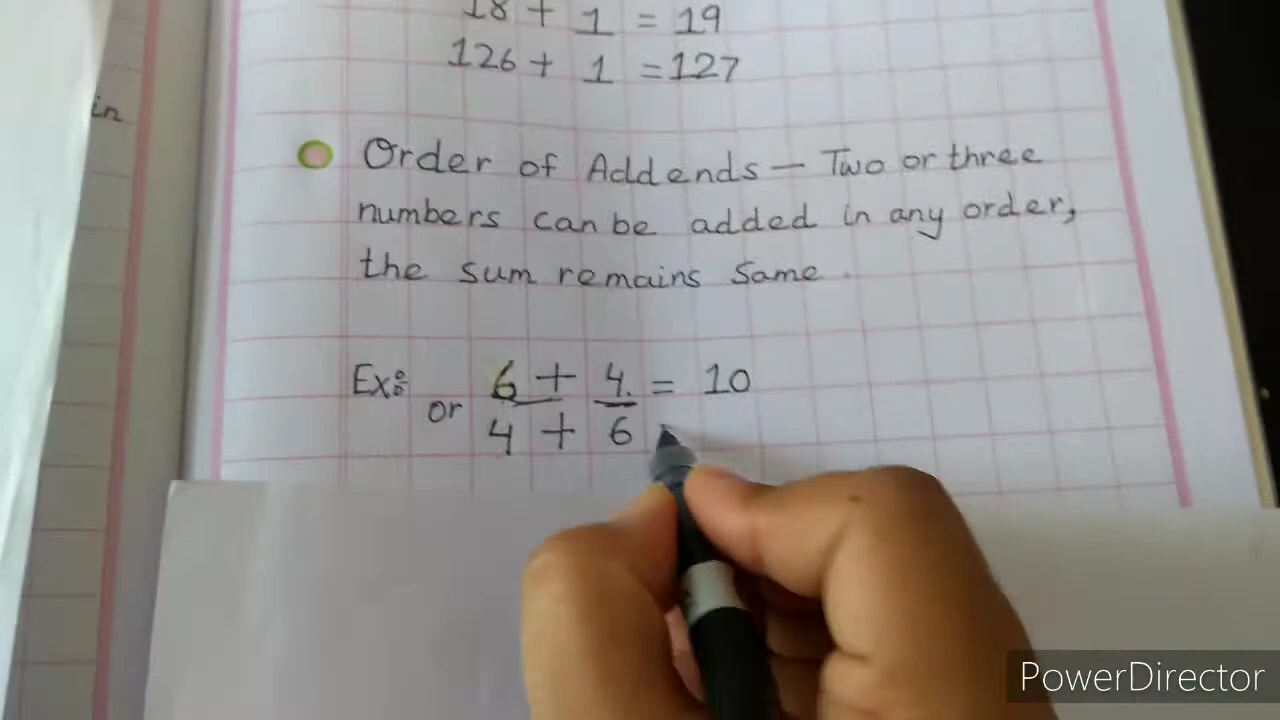 in
18 + 1 = 19
126 + 1 = 127
Order of Addends — Two or three
numbers can be added in any order,
the sum remains same.
Ex: 6 + 4 = 10
or 4 + 6
PowerDirector